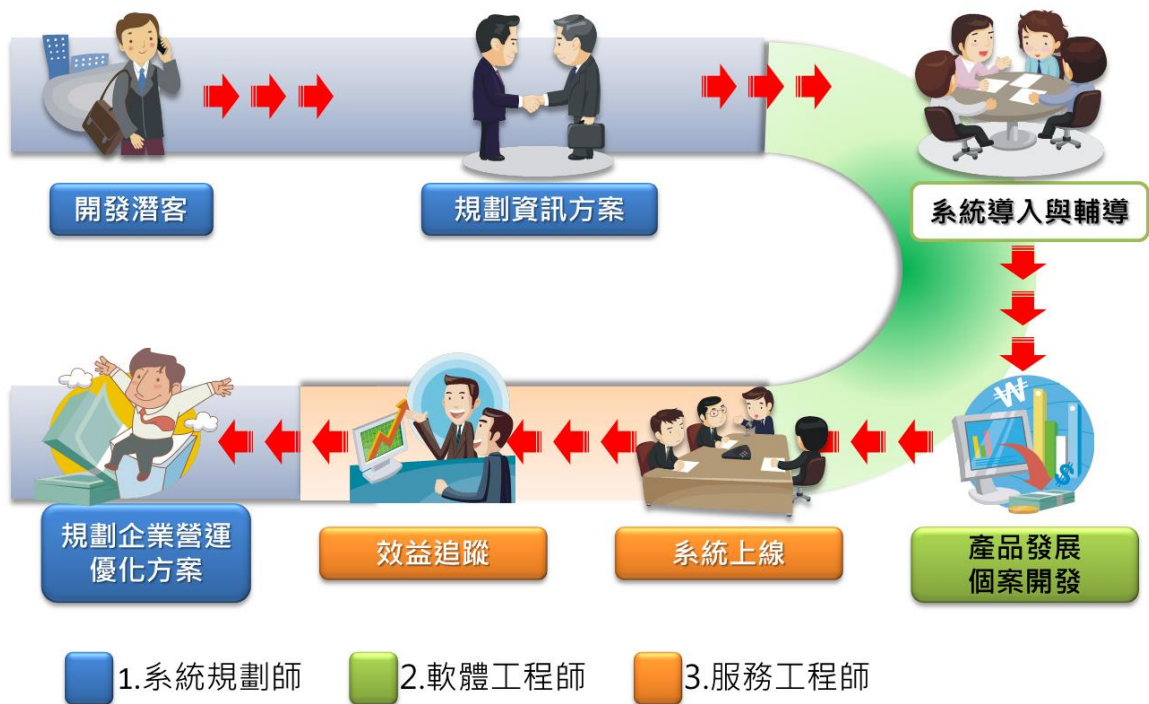 開發潛客
規劃資訊方案
系統導入與輔導
規劃企業營運
優化方案
效益追蹤
系統上線
產品發展
個案開發
1.系統規劃師
2.軟體工程師
3.服務工程師